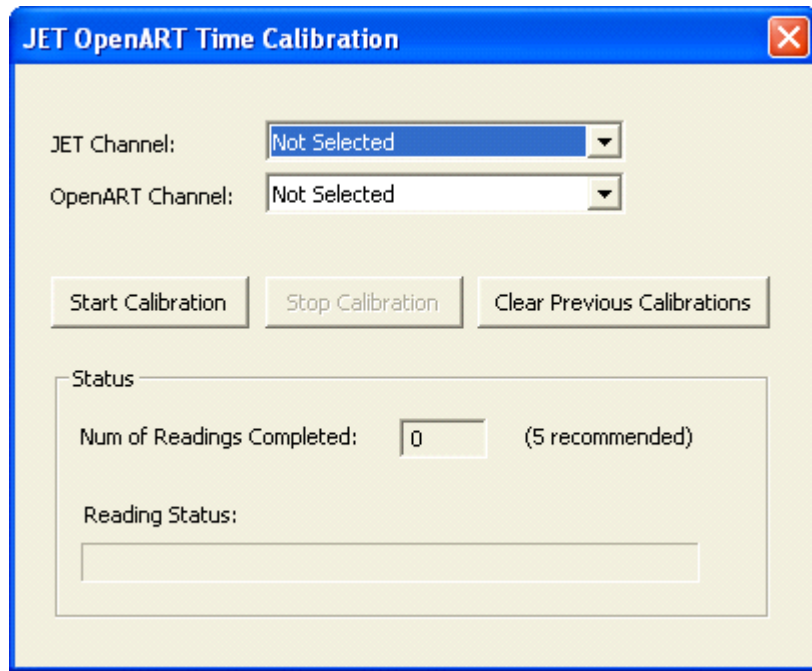 JET OpenART Time Calibration
JET Channel: Not Selected
OpenART Channel: Not Selected
Start Calibration Stop Calibration Clear Previous Calibrations
Status
Num of Readings Completed: 0 (5 recommended)
Reading Status: